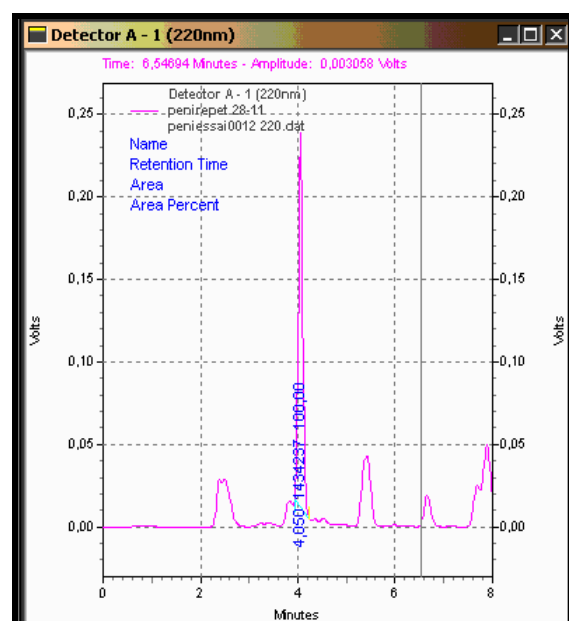 Detector A - 1 (220nm)
Time: 6,54694 Minutes - Amplitude: 0,003058 Volts
Detector A - 1 (220nm)
penirepet.28-11
peniessai0012 220.dat
Name
Retention Time
Area
Area Percent
0,25
0,20
0,15
0,10
0,05
0,00
0,25
0,20
0,15
0,10
0,05
0,00
Volts
Volts
4,050 1434237 100,00
0 2 4 6 8
Minutes